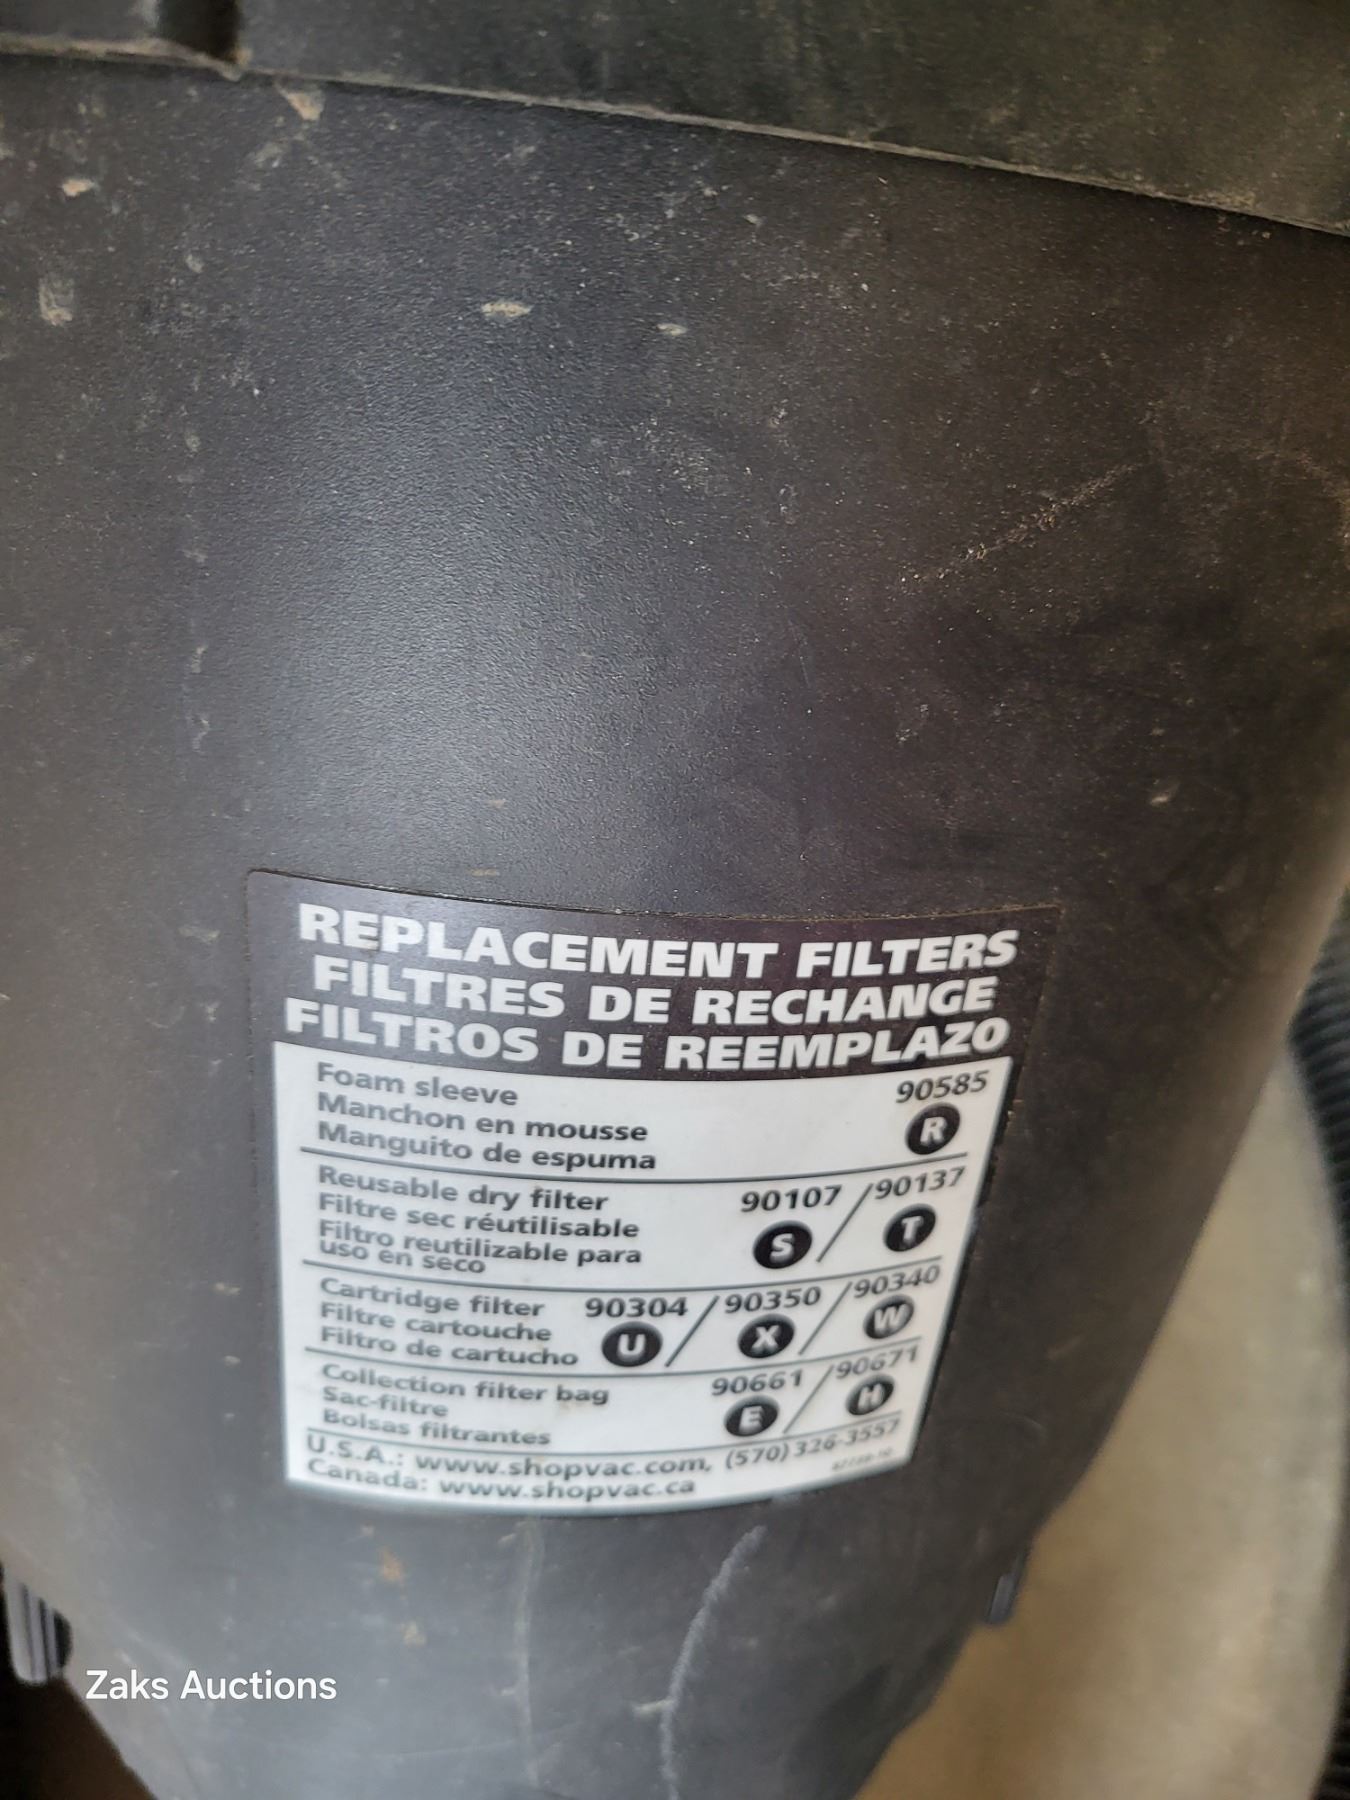 REPLACEMENT FILTERS
FILTRES DE RECHANGE
FILTROS DE REEMPLAZO
Foam sleeve 90585
Manchon en mousse R
Manguito de espuma
Reusable dry filter 90107 / 90137
Filtre sec réutilisable S T
Filtro reutilizable para
uso en seco
Cartridge filter 90304 / 90350 / 90340
Filtre cartouche U X W
Filtro de cartucho
Collection filter bag 90661 / 90671
Sac-filtre E H
Bolsas filtrantes
U.S.A.: www.shopvac.com, (570) 326-3557
Canada: www.shopvac.ca
Zaks Auctions